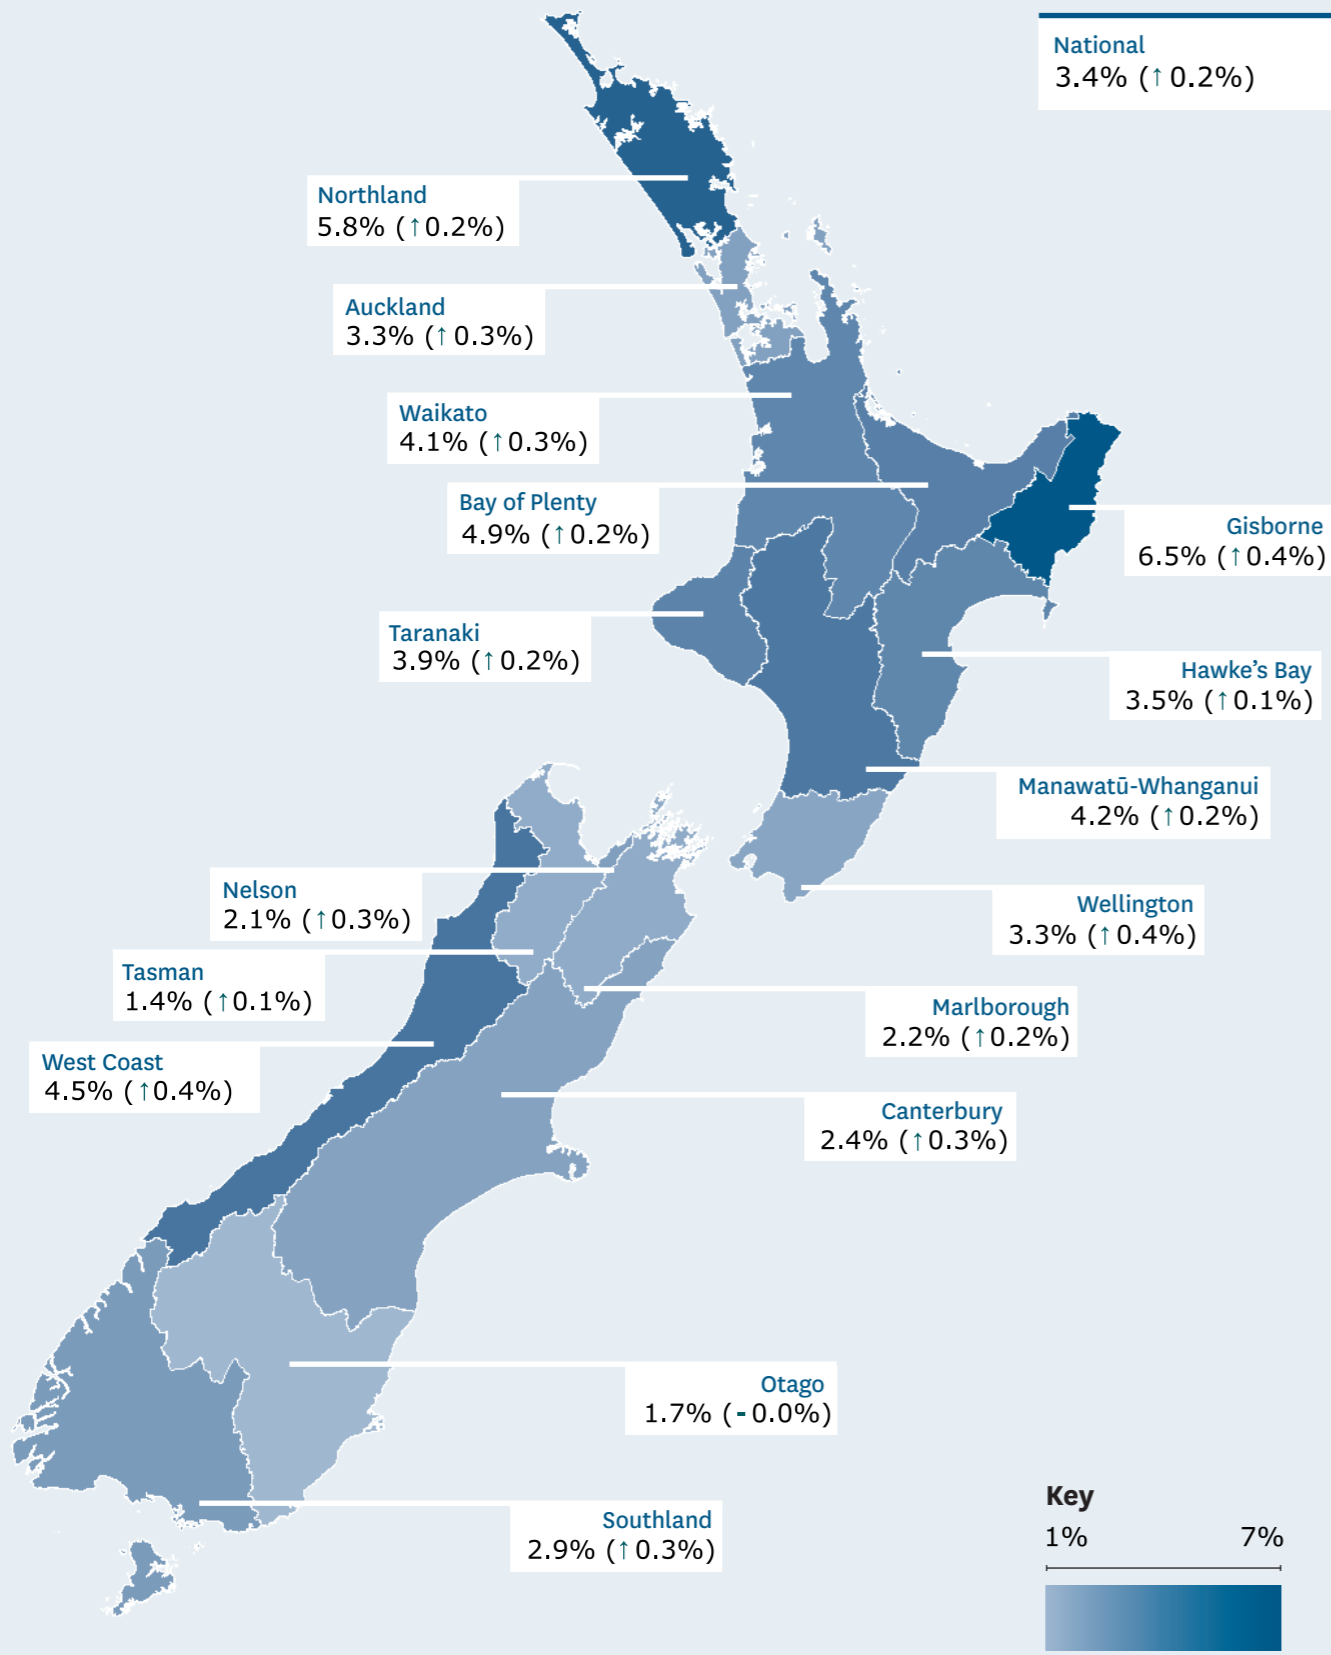 National
3.4% (↑0.2%)
Northland
5.8% (↑0.2%)
Auckland
3.3% (↑0.3%)
Waikato
4.1% (↑0.3%)
Bay of Plenty
4.9% (↑0.2%)
Gisborne
6.5% (↑0.4%)
Taranaki
3.9% (↑0.2%)
Hawke’s Bay
3.5% (↑0.1%)
Manawatū-Whanganui
4.2% (↑0.2%)
Nelson
2.1% (↑0.3%)
Wellington
3.3% (↑0.4%)
Tasman
1.4% (↑0.1%)
Marlborough
2.2% (↑0.2%)
West Coast
4.5% (↑0.4%)
Canterbury
2.4% (↑0.3%)
Otago
1.7% (-0.0%)
Southland
2.9% (↑0.3%)
Key
1% 7%